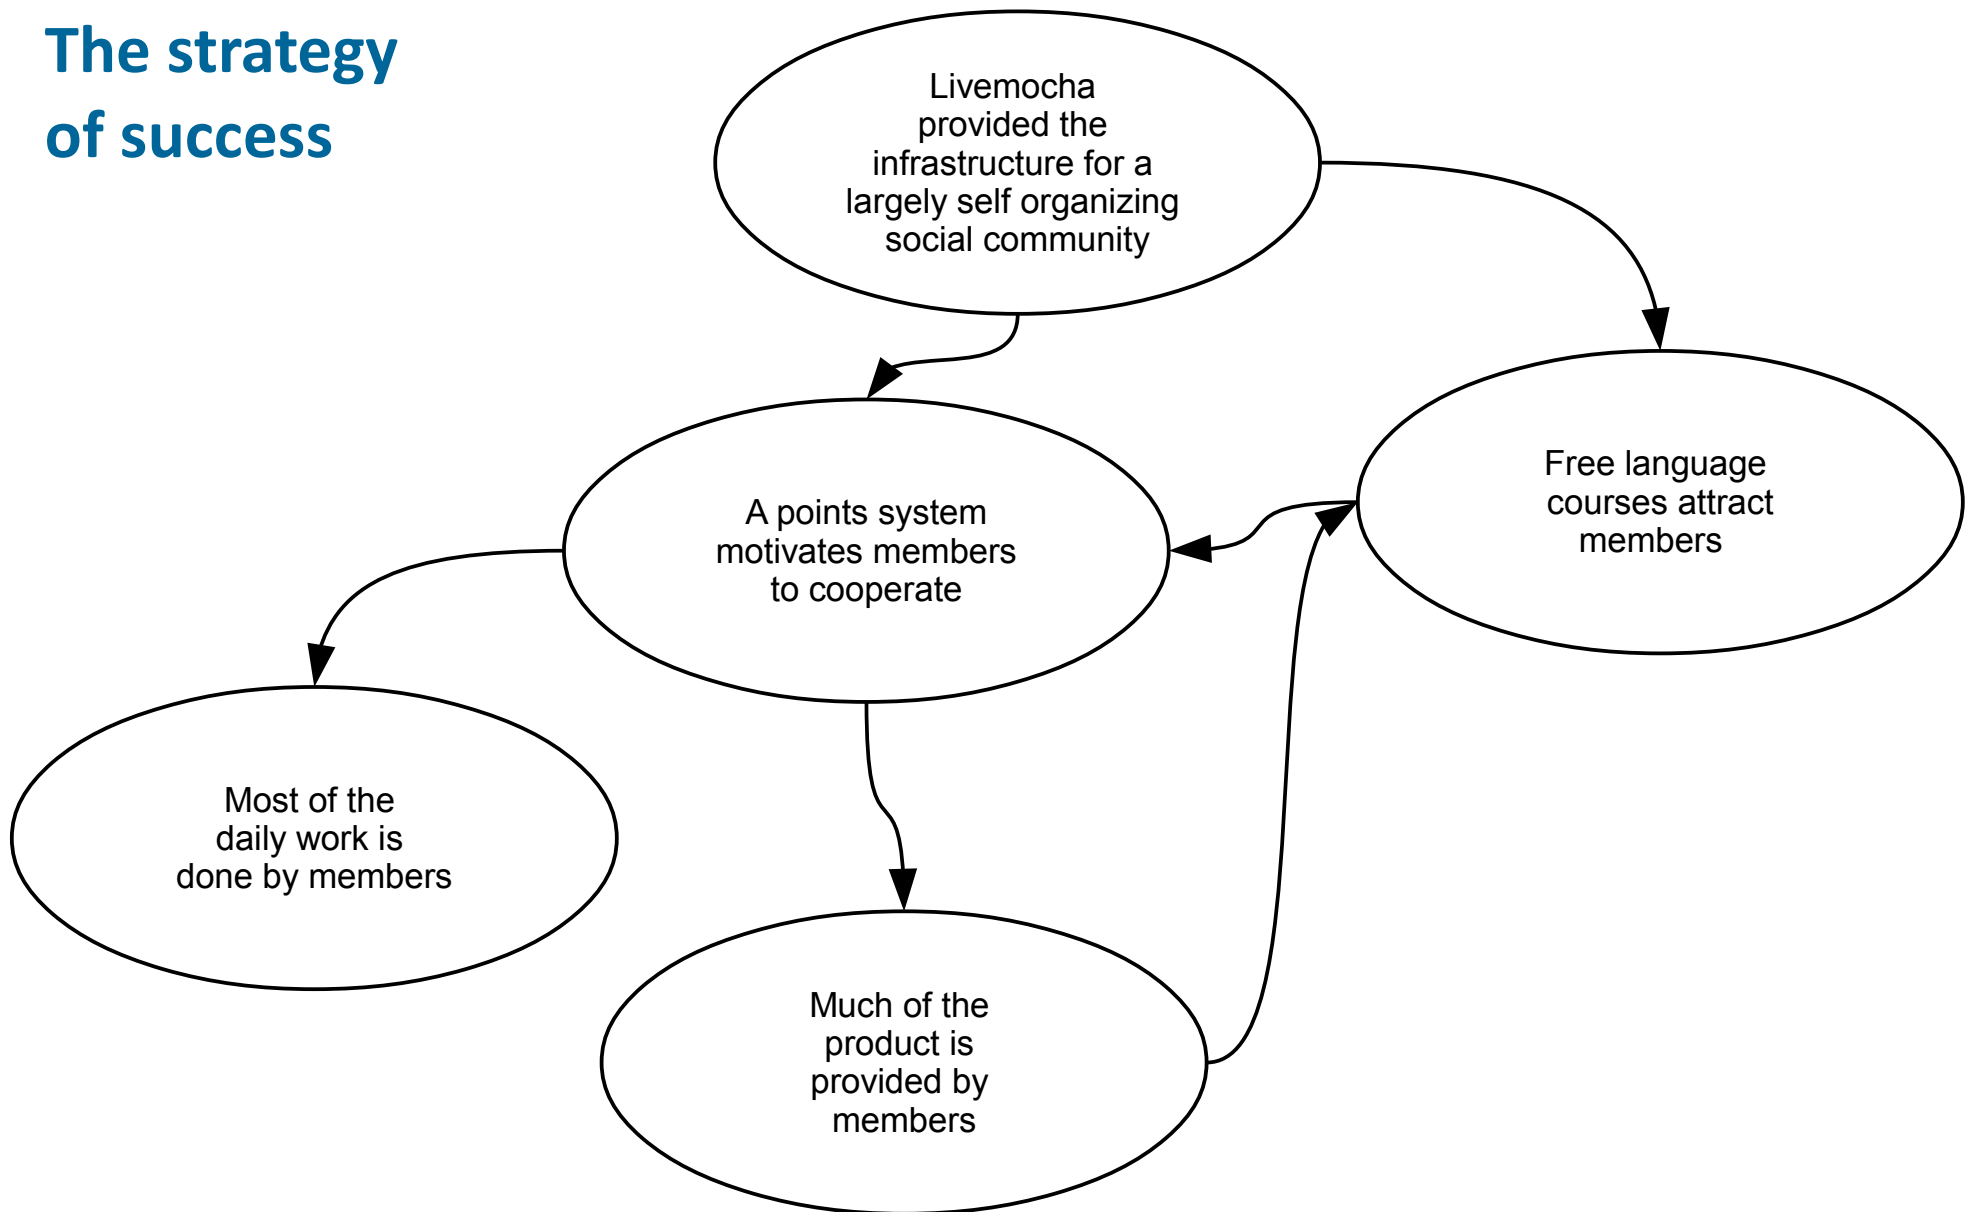 The strategy
of success
Livemocha
provided the
infrastructure for a
largely self organizing
social community
Free language
courses attract
members
A points system
motivates members
to cooperate
Most of the
daily work is
done by members
Much of the
product is
provided by
members